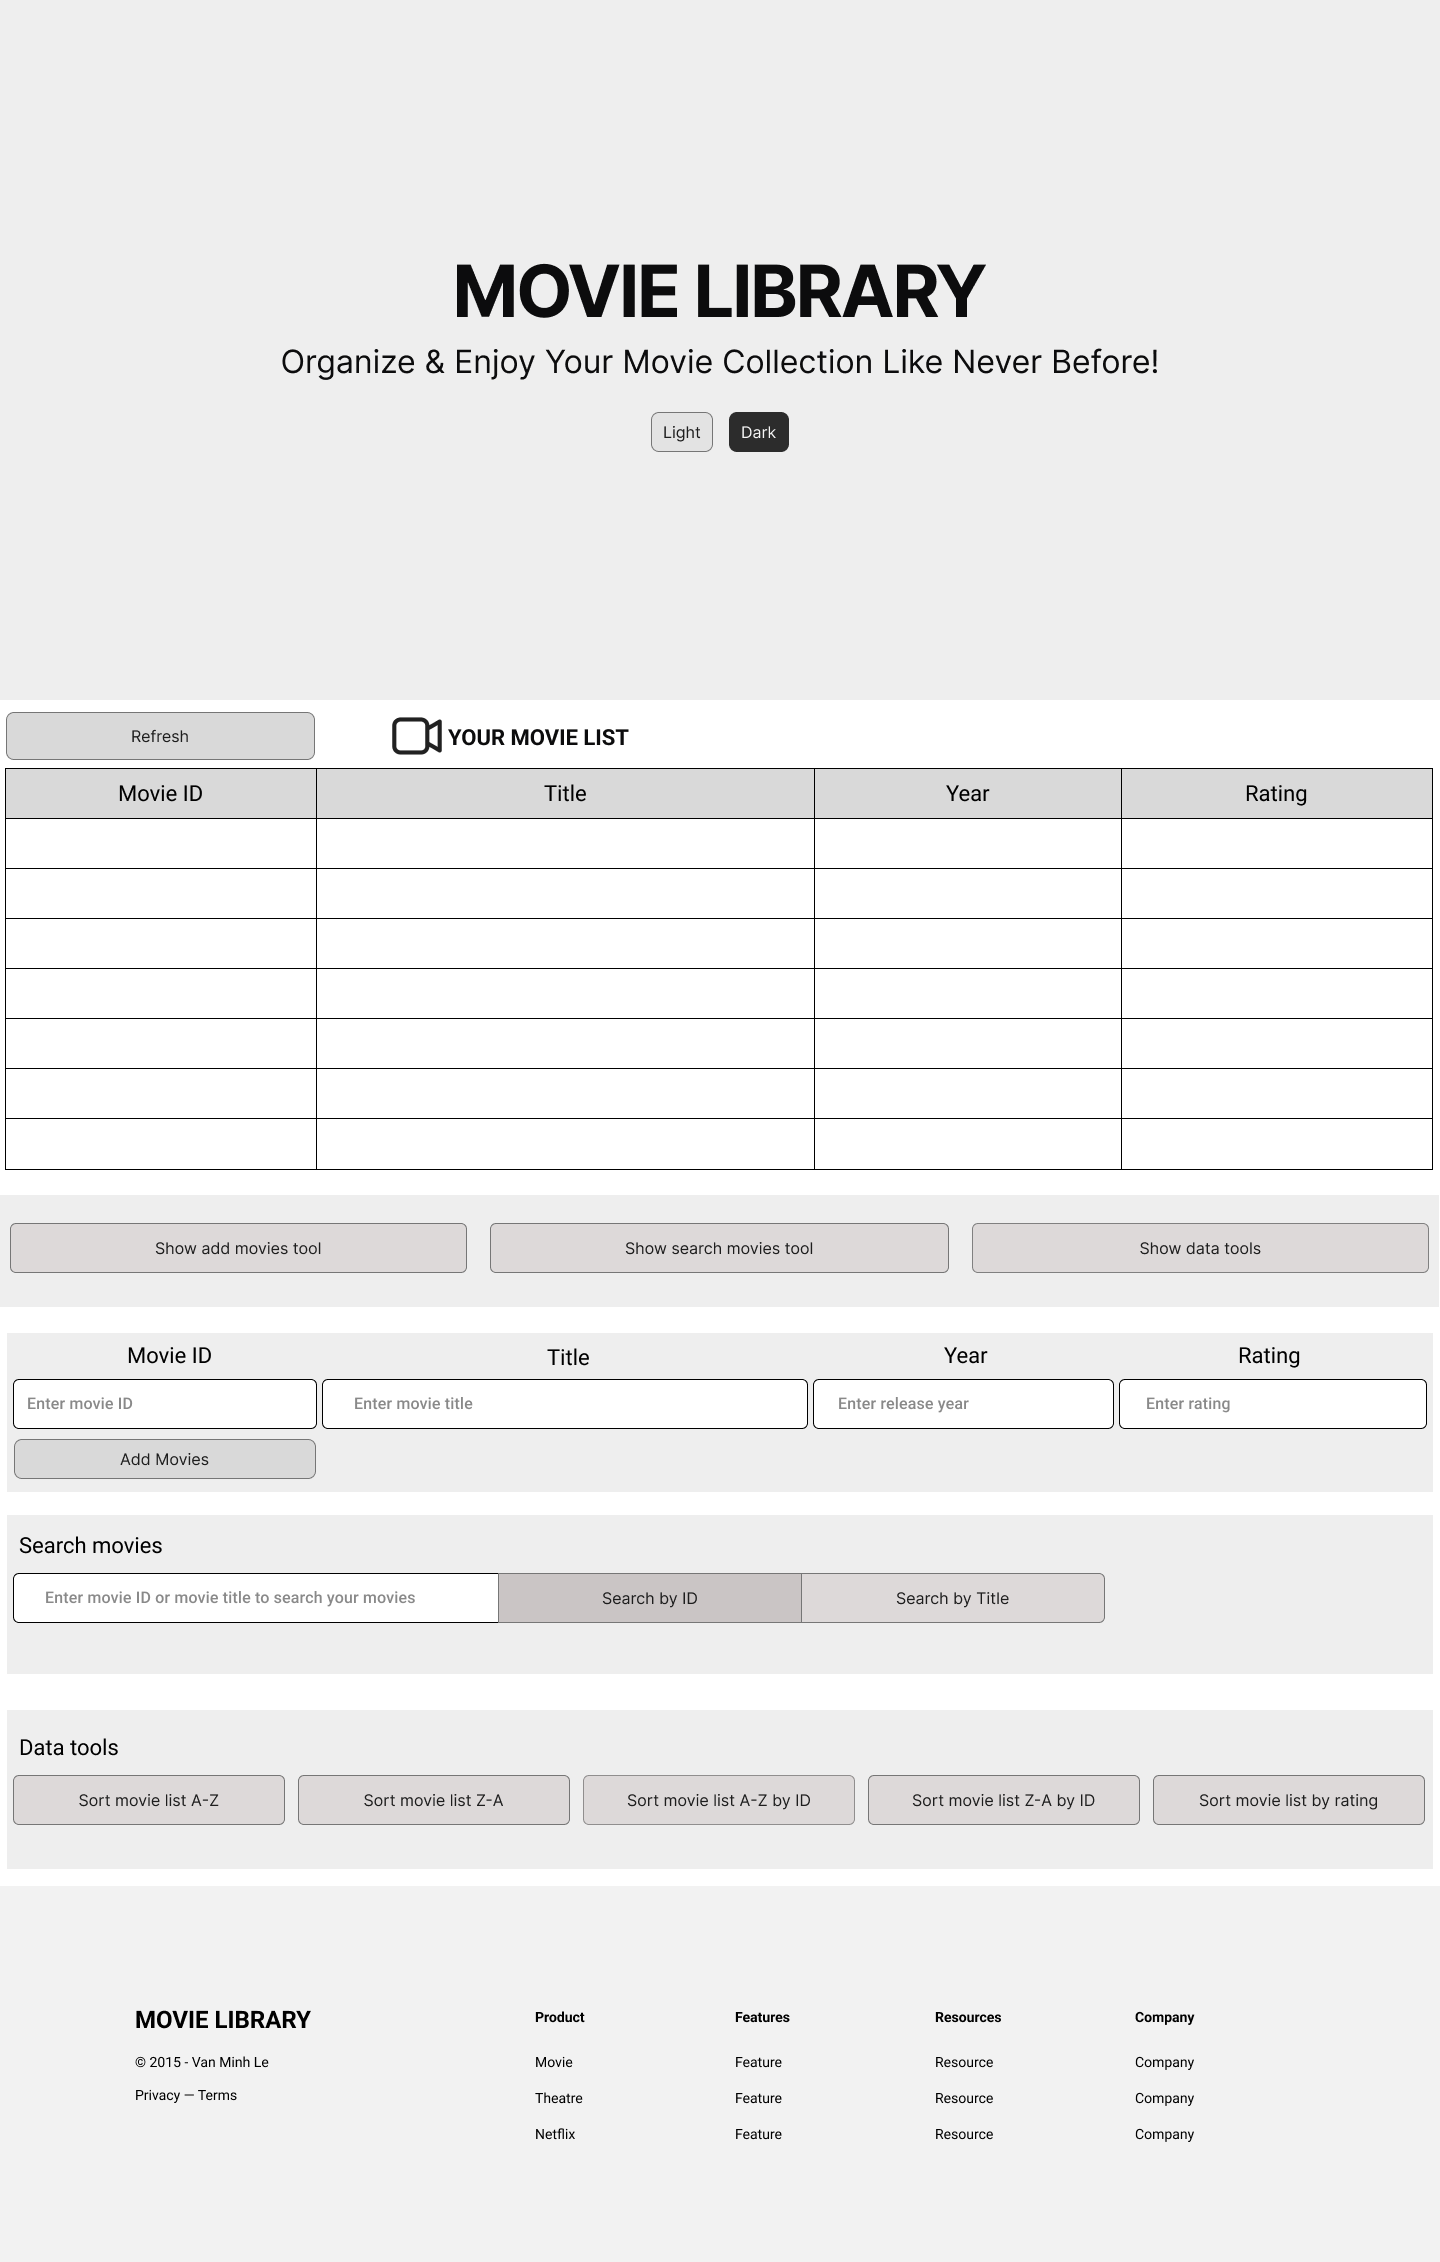 MOVIE LIBRARY
Organize & Enjoy Your Movie Collection Like Never Before!
Light Dark
Refresh
YOUR MOVIE LIST
Movie ID Title Year Rating
Show add movies tool Show search movies tool Show data tools
Movie ID Title Year Rating
Enter movie ID Enter movie title Enter release year Enter rating
Add Movies
Search movies
Enter movie ID or movie title to search your movies Search by ID Search by Title
Data tools
Sort movie list A-Z Sort movie list Z-A Sort movie list A-Z by ID Sort movie list Z-A by ID Sort movie list by rating
MOVIE LIBRARY
© 2015 - Van Minh Le
Privacy — Terms
Product
Movie
Theatre
Netflix
Features
Feature
Feature
Feature
Resources
Resource
Resource
Resource
Company
Company
Company
Company